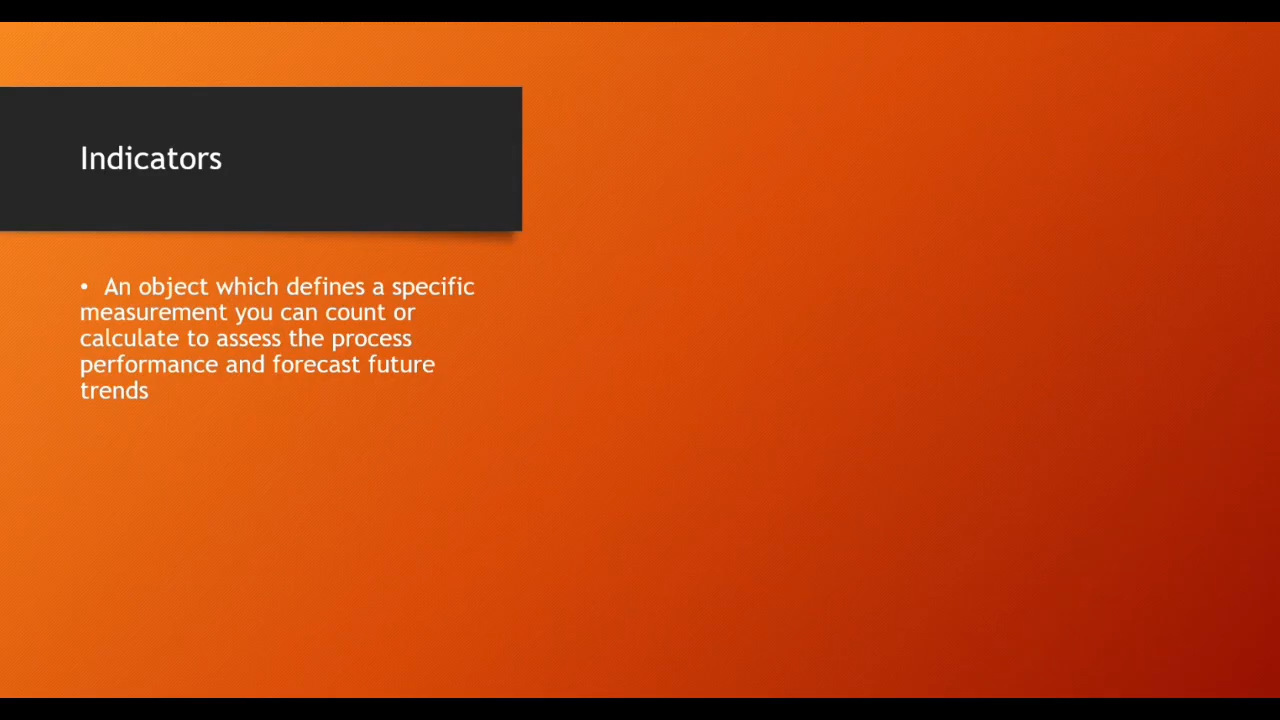 Indicators
• An object which defines a specific
measurement you can count or
calculate to assess the process
performance and forecast future
trends